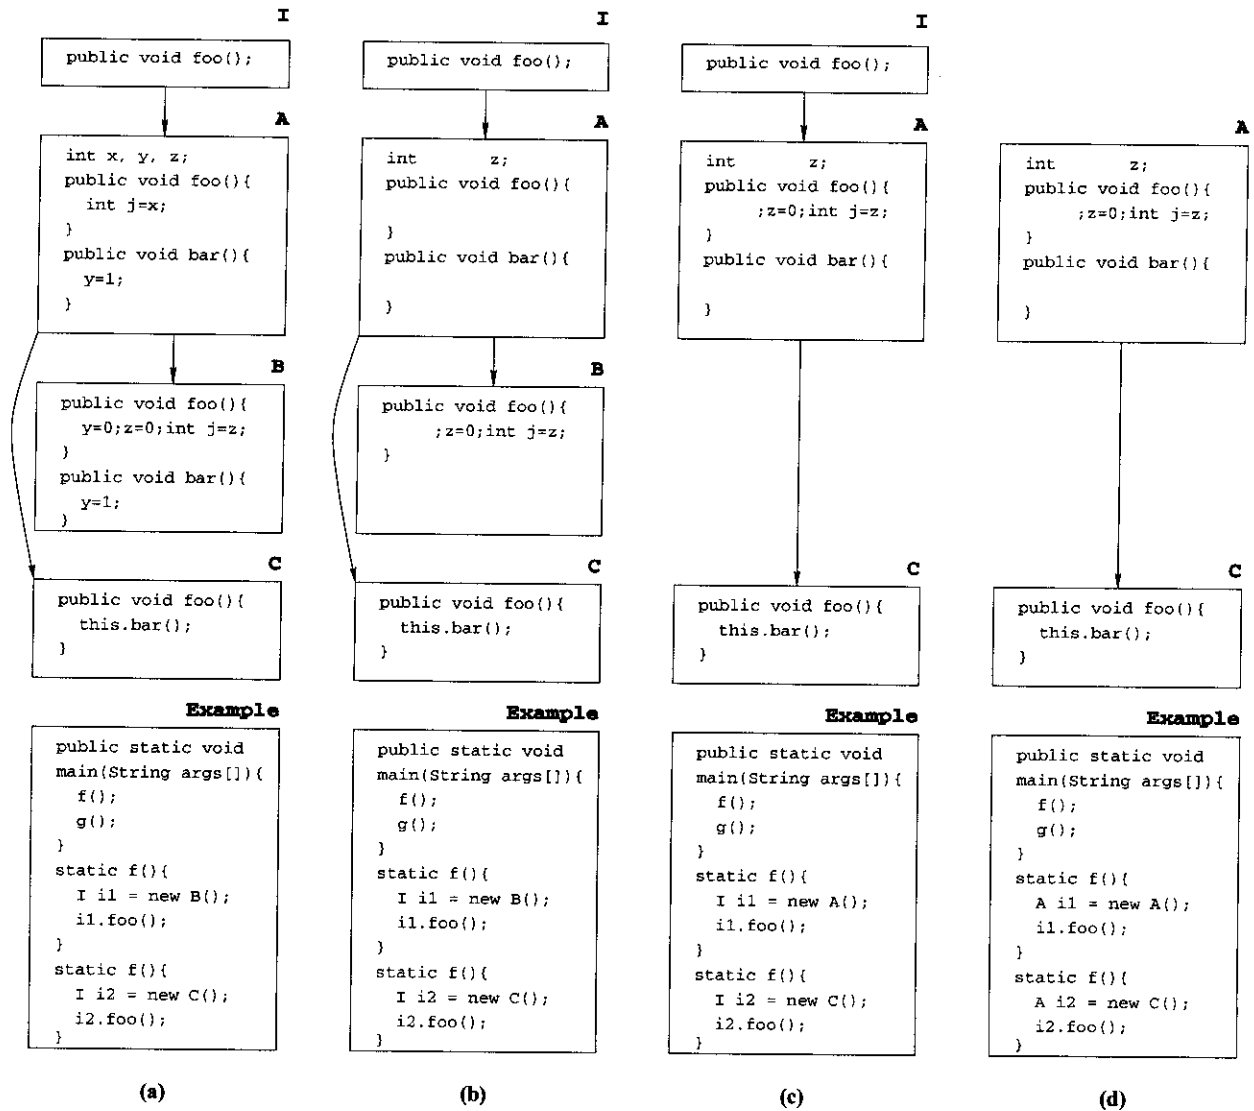 I
public void foo();
A
int x, y, z;
public void foo(){
int j=x;
}
public void bar(){
y=1;
}
B
public void foo(){
y=0;z=0;int j=z;
}
public void bar(){
y=1;
}
C
public void foo(){
this.bar();
}
Example
public static void
main(String args[]){
f();
g();
}
static f(){
I i1 = new B();
i1.foo();
}
static f(){
I i2 = new C();
i2.foo();
}
(a)
I
public void foo();
A
int z;
public void foo(){
}
public void bar(){
}
B
public void foo(){
;z=0;int j=z;
}
C
public void foo(){
this.bar();
}
Example
public static void
main(String args[]){
f();
g();
}
static f(){
I i1 = new B();
i1.foo();
}
static f(){
I i2 = new C();
i2.foo();
}
(b)
I
public void foo();
A
int z;
public void foo(){
;z=0;int j=z;
}
public void bar(){
}
C
public void foo(){
this.bar();
}
Example
public static void
main(String args[]){
f();
g();
}
static f(){
I i1 = new A();
i1.foo();
}
static f(){
I i2 = new C();
i2.foo();
}
(c)
A
int z;
public void foo(){
;z=0;int j=z;
}
public void bar(){
}
C
public void foo(){
this.bar();
}
Example
public static void
main(String args[]){
f();
g();
}
static f(){
A i1 = new A();
i1.foo();
}
static f(){
A i2 = new C();
i2.foo();
}
(d)